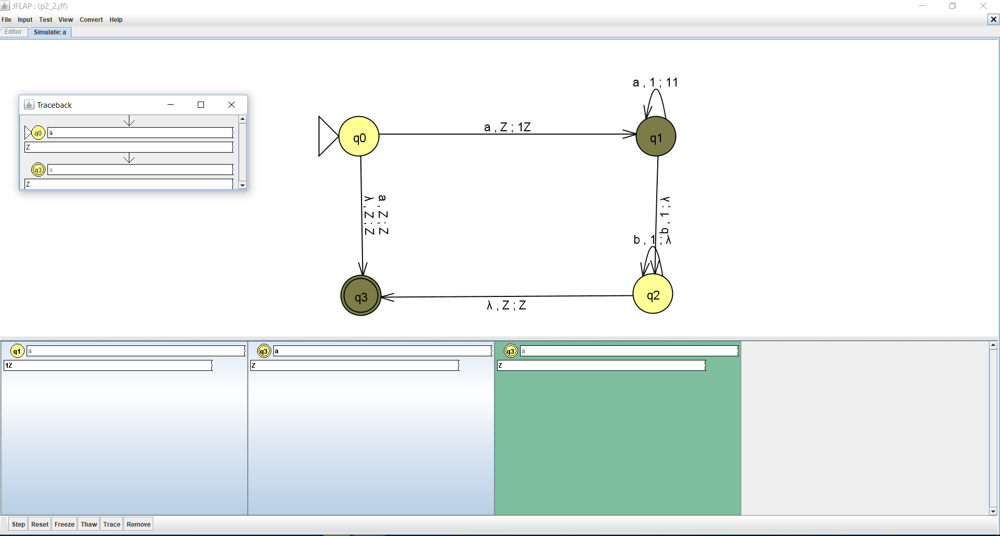 JFLAP : (p2_2.jff)
File Input Test View Convert Help
Editor Simulate: a
Traceback
q0 a
Z
q3 a
Z
a , 1 ; 11
q0
a , Z ; 1Z
q1
a , Z ; Z
λ , Z ; Z
b , 1 ; λ
b , 1 ; λ
q3
λ , Z ; Z
q2
q1 a
1Z
q3 a
Z
q3 a
Z
Step Reset Freeze Thaw Trace Remove